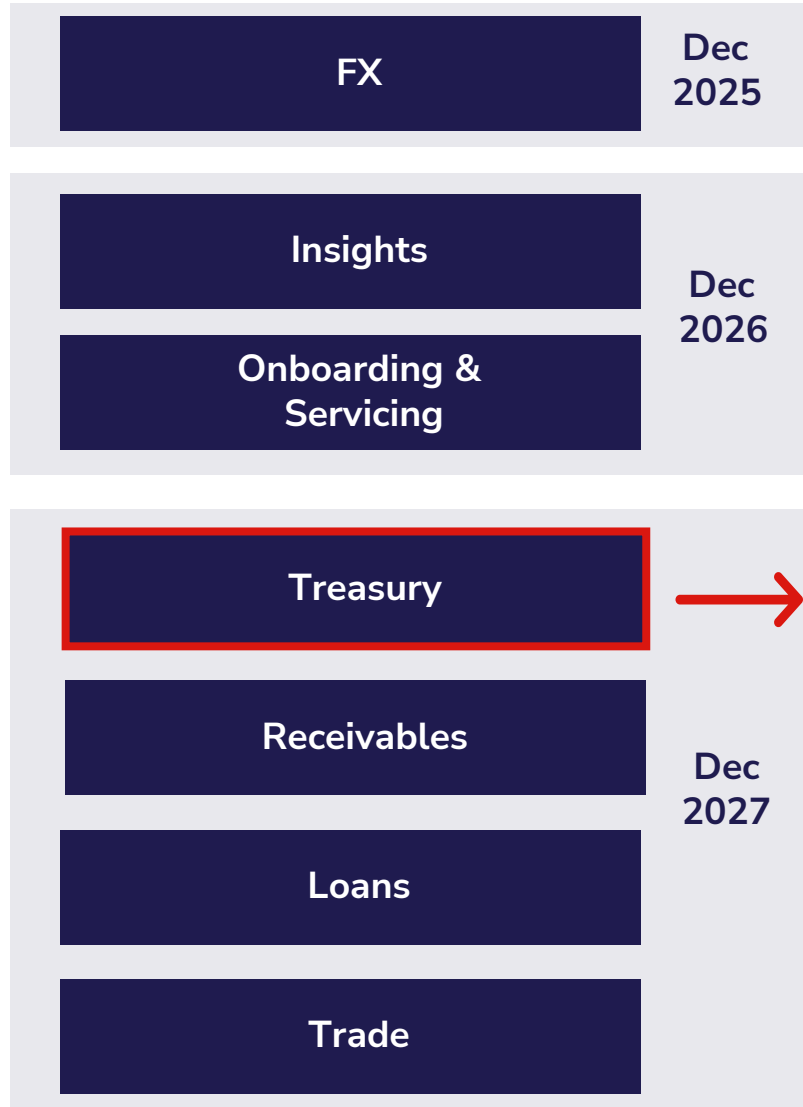 FX
Dec
2025
Insights
Onboarding &
Servicing
Dec
2026
Treasury
Receivables
Loans
Trade
Dec
2027